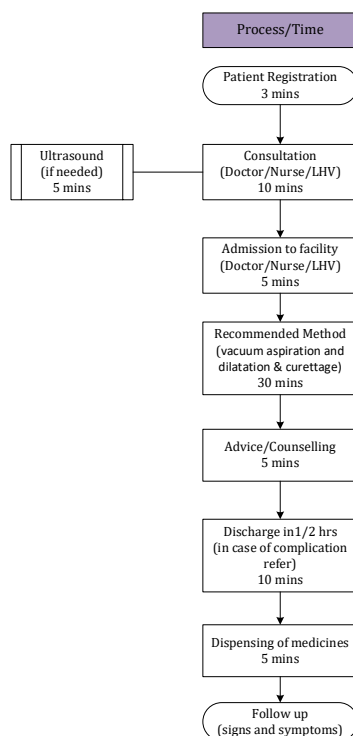 Process/Time
Patient Registration
3 mins
Ultrasound
(if needed)
5 mins
Consultation
(Doctor/Nurse/LHV)
10 mins
Admission to facility
(Doctor/Nurse/LHV)
5 mins
Recommended Method
(vacuum aspiration and
dilatation & curettage)
30 mins
Advice/Counselling
5 mins
Discharge in1/2 hrs
(in case of complication
refer)
10 mins
Dispensing of medicines
5 mins
Follow up
(signs and symptoms)